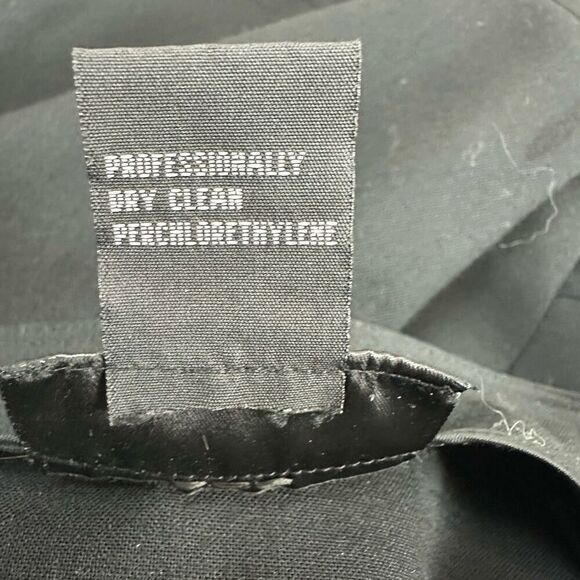 PROFESSIONALLY
DRY CLEAN
PERCHLORETHYLENE